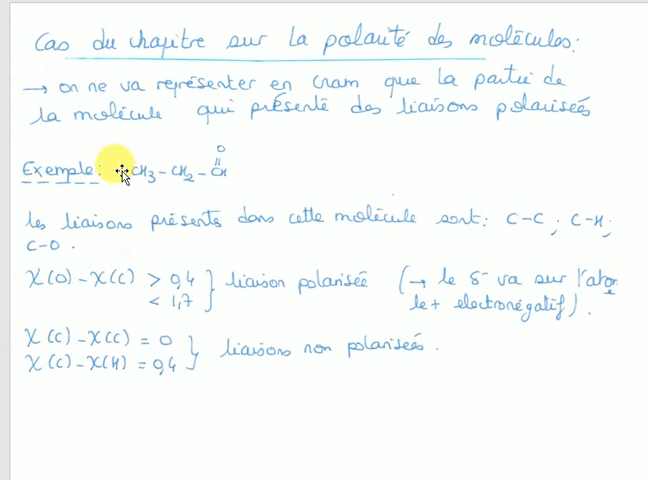 Cas du chapitre sur la polarité des molécules:
→ on ne va représenter en cram que la partie de
la molécule qui présente des liaisons polarisées
Exemple: CH3 - CH2 - CH
O
les liaisons présents dans cette molécule sont: C-C ; C-H ;
C-O .
χ(O) - χ(C) > 0,4 } liaison polarisée (→ le δ- va sur l'atome
< 1,7 le + électronégatif).
χ(C) - χ(C) = 0 } liaisons non polarisées.
χ(C) - χ(H) = 0,4